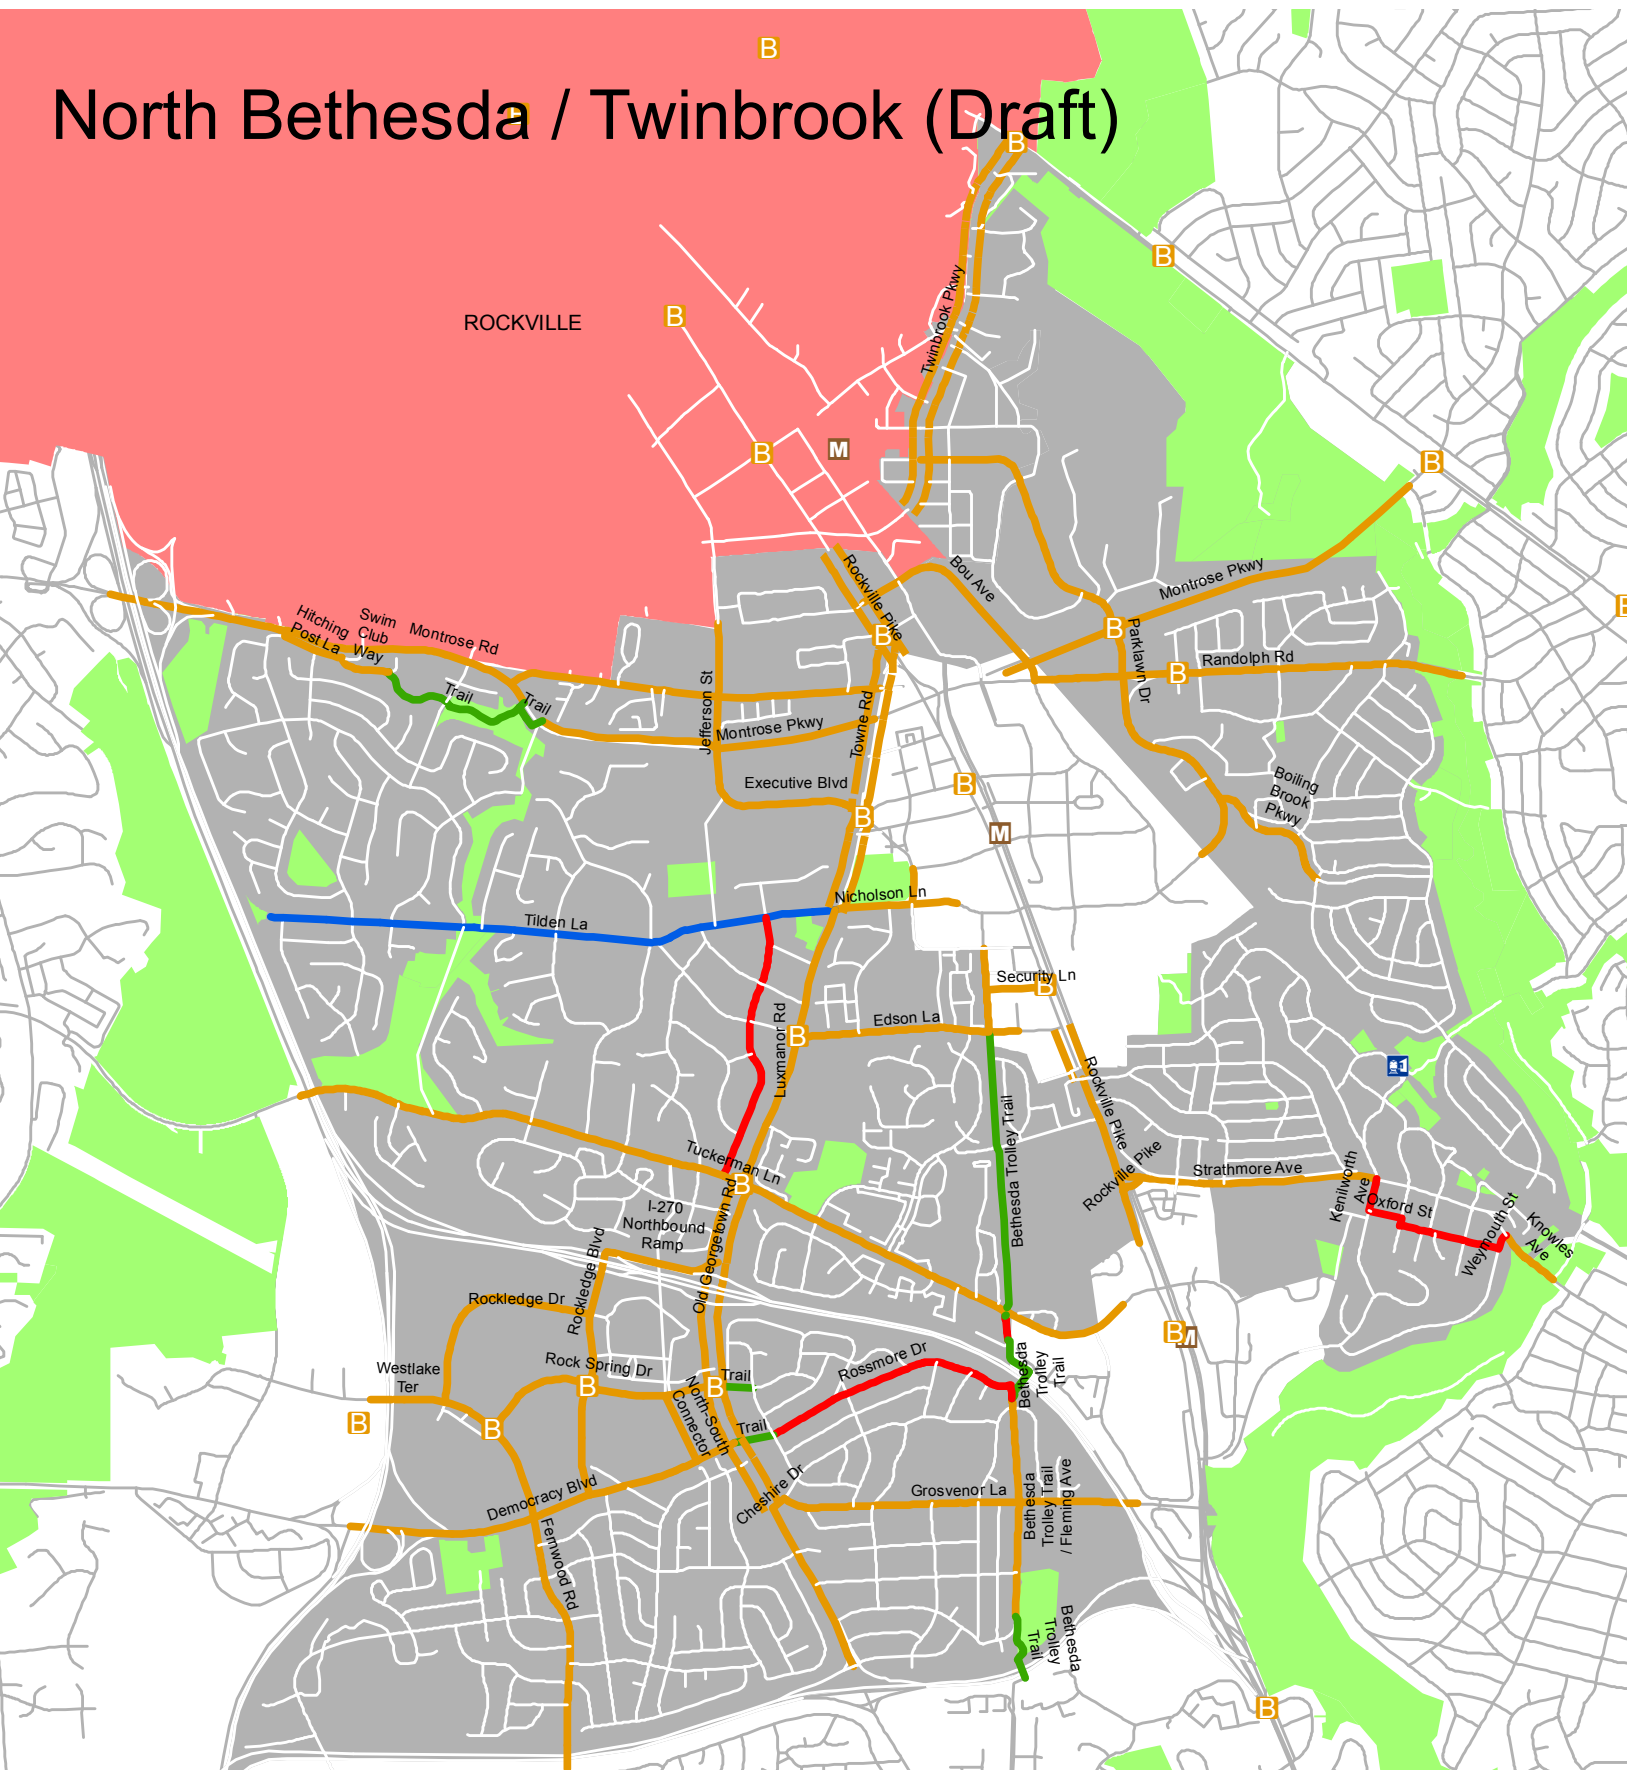 B
North Bethesda / Twinbrook (Draft)
B
B
B
ROCKVILLE
B
Twinbrook Pkwy
B
M
B
Rockville Pike
Bou Ave
Montrose Pkwy
B
Hitching
Post La
Swim
Club
Way
Montrose Rd
B
B
Parklawn Dr
B
Randolph Rd
Trail
Trail
Jefferson St
Montrose Pkwy
Towne Rd
Executive Blvd
B
Boiling
Brook
Pkwy
B
M
Nicholson Ln
Tilden La
Security Ln
B
Luxmanor Rd
Edson La
B
Rockville Pike
Bethesda Trolley Trail
Tuckerman Ln
B
Rockville Pike
Strathmore Ave
Kenilworth
Ave
Oxford St
Weymouth St
Knowles
Ave
I-270
Northbound
Ramp
Old Georgetown Rd
Rockledge Blvd
Rockledge Dr
B
M
Westlake
Ter
Rock Spring Dr
B
B
Trail
Rossmore Dr
Bethesda
Trolley
Trail
B
B
North-South
Connector
Trail
Democracy Blvd
Cheshire Dr
Grosvenor La
Bethesda
Trolley Trail
/ Fleming Ave
Fernwood Rd
Bethesda
Trolley
Trail
B